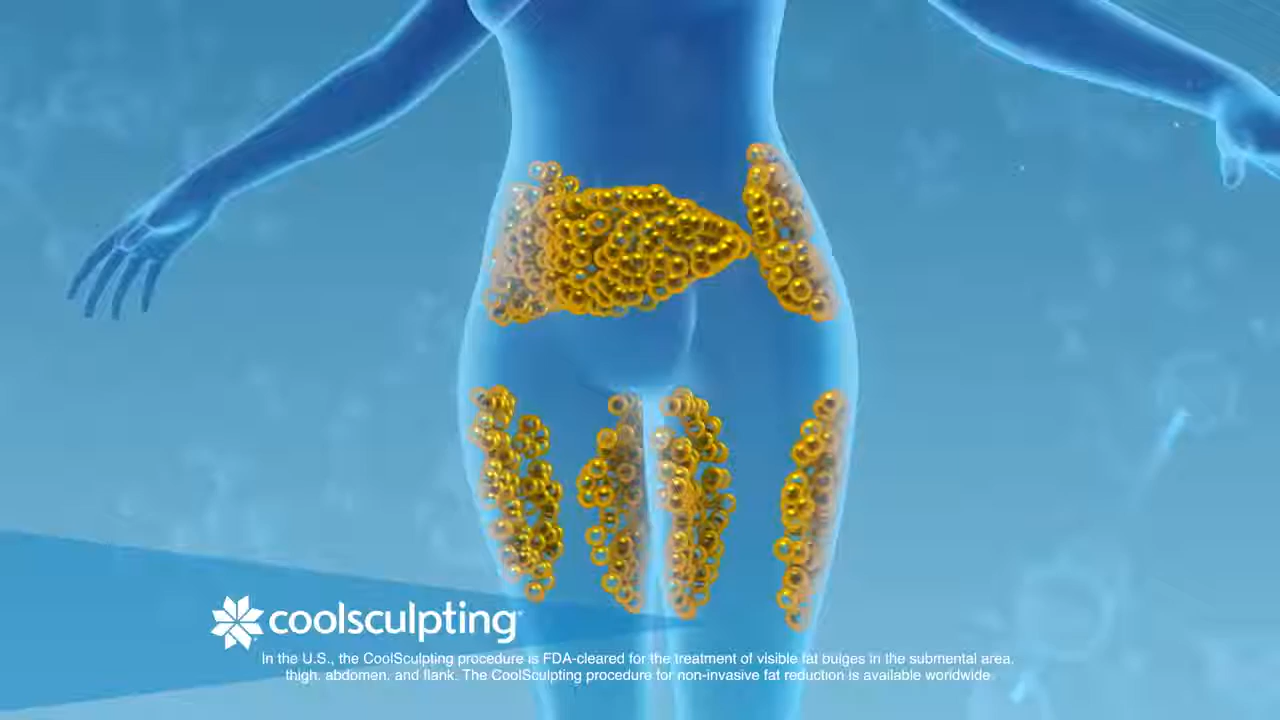 coolsculpting
In the U.S., the CoolSculpting procedure is FDA-cleared for the treatment of visible fat bulges in the submental area,
thigh, abdomen, and flank. The CoolSculpting procedure for non-invasive fat reduction is available worldwide.